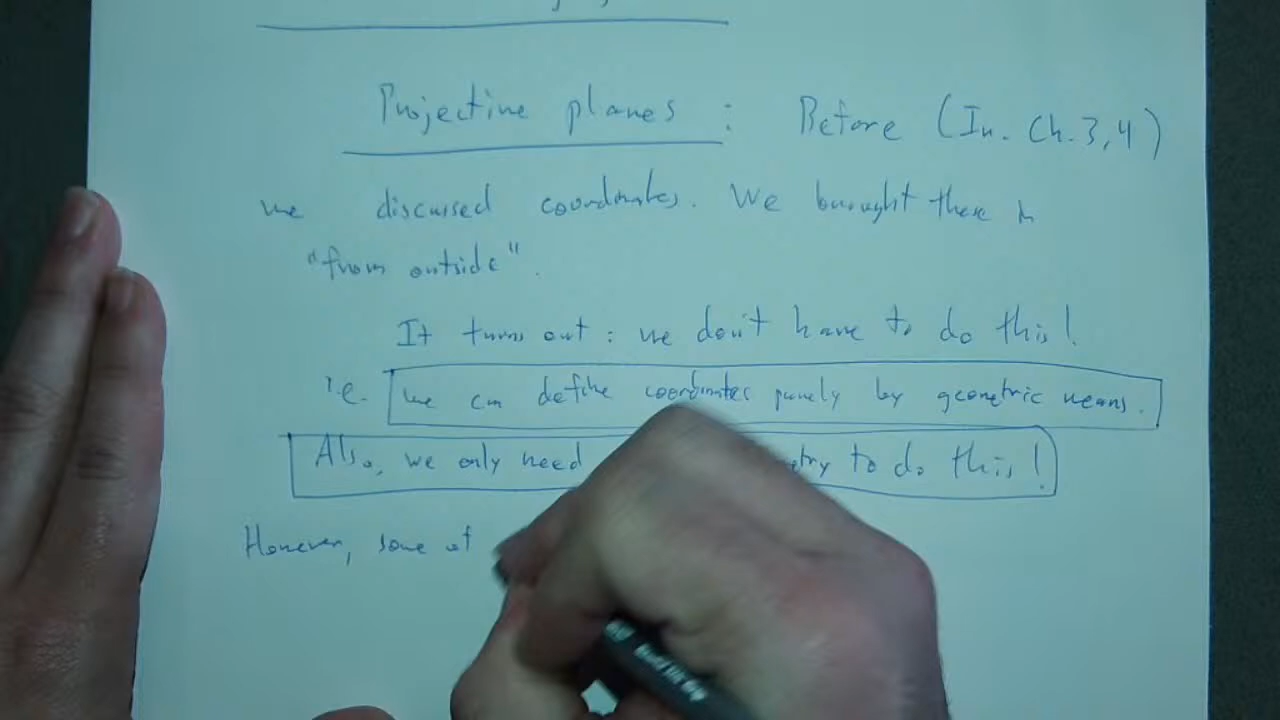 Projective planes : Before (In. Ch. 3, 4)
we discussed coordinates. We brought these in
"from outside".
It turns out : we don't have to do this!
i.e. we can define coordinates purely by geometric means.
Also, we only need to do this!
However, some of